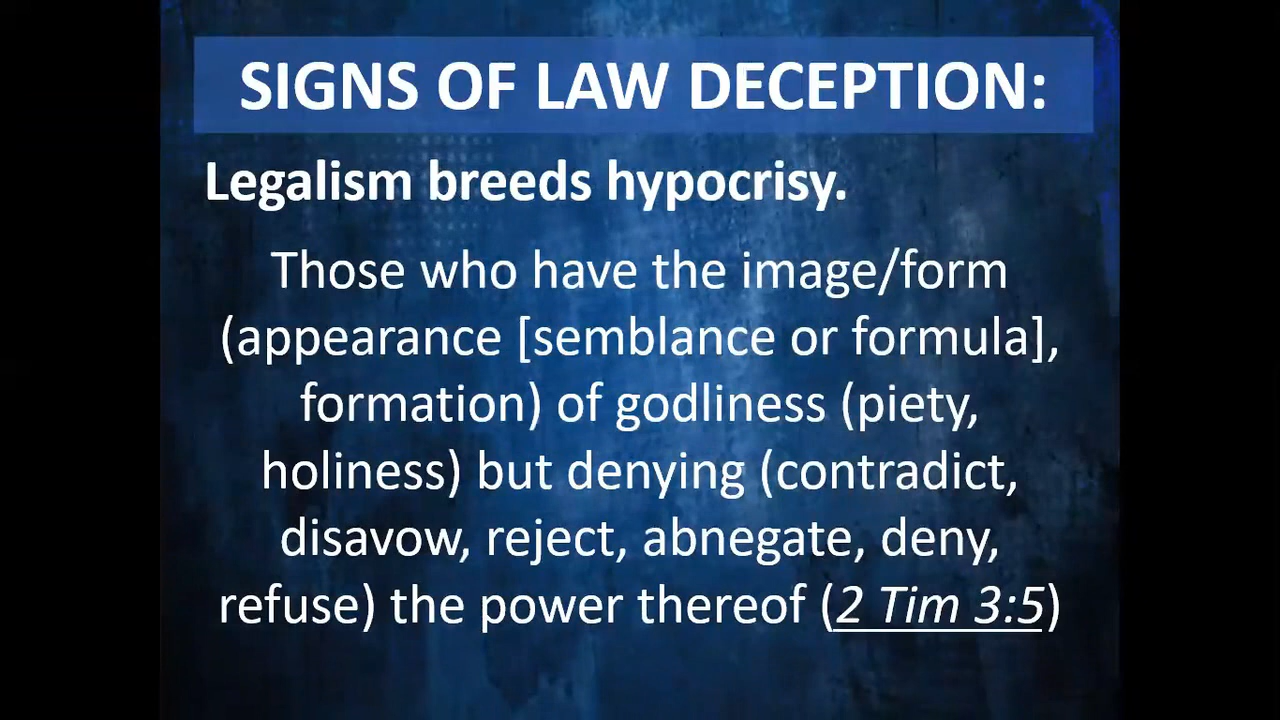 SIGNS OF LAW DECEPTION:
Legalism breeds hypocrisy.
Those who have the image/form
(appearance [semblance or formula],
formation) of godliness (piety,
holiness) but denying (contradict,
disavow, reject, abnegate, deny,
refuse) the power thereof (2 Tim 3:5)